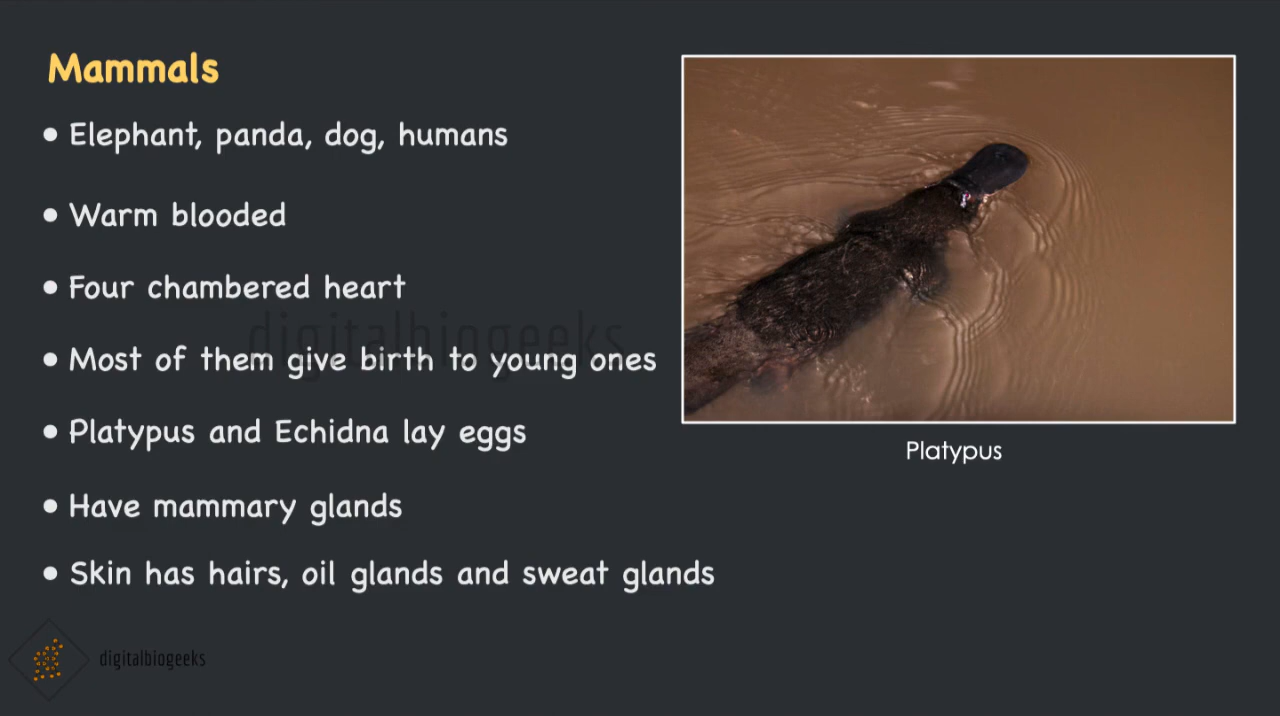 Mammals
• Elephant, panda, dog, humans
• Warm blooded
• Four chambered heart
• Most of them give birth to young ones
• Platypus and Echidna lay eggs
• Have mammary glands
• Skin has hairs, oil glands and sweat glands
Platypus
digitalbiogeeks
digitalbiogeeks